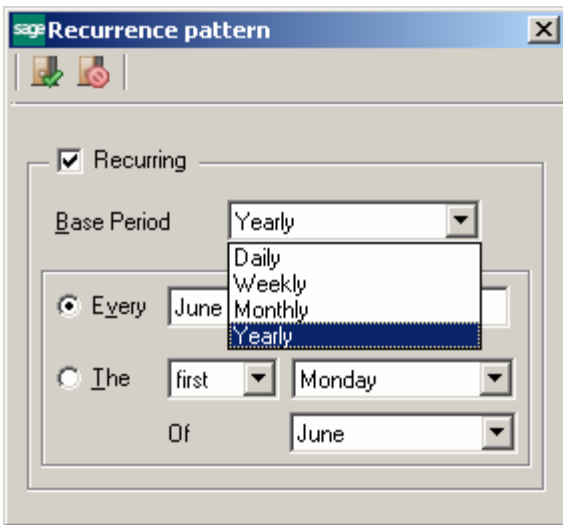 sage Recurrence pattern
Recurring
Base Period Yearly
Daily
Weekly
Every June Monthly
Yearly
The first Monday
Of June